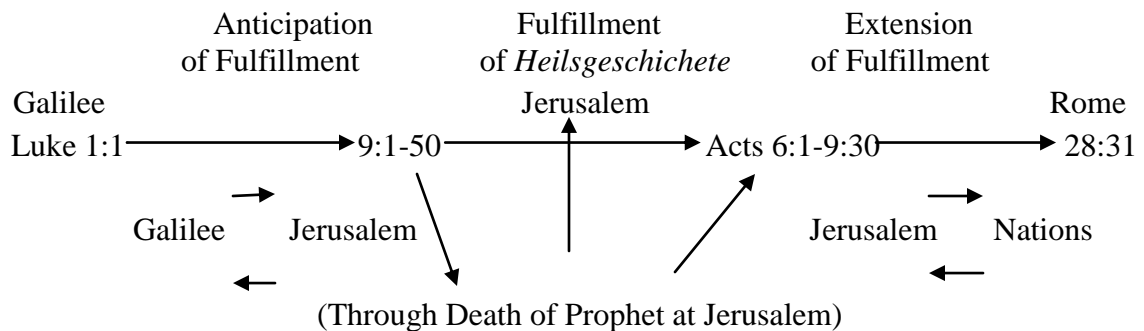 Anticipation Fulfillment Extension
of Fulfillment of Heilsgeschichete of Fulfillment
Galilee Jerusalem Rome
Luke 1:1 9:1-50 Acts 6:1-9:30 28:31
Galilee Jerusalem Jerusalem Nations
(Through Death of Prophet at Jerusalem)